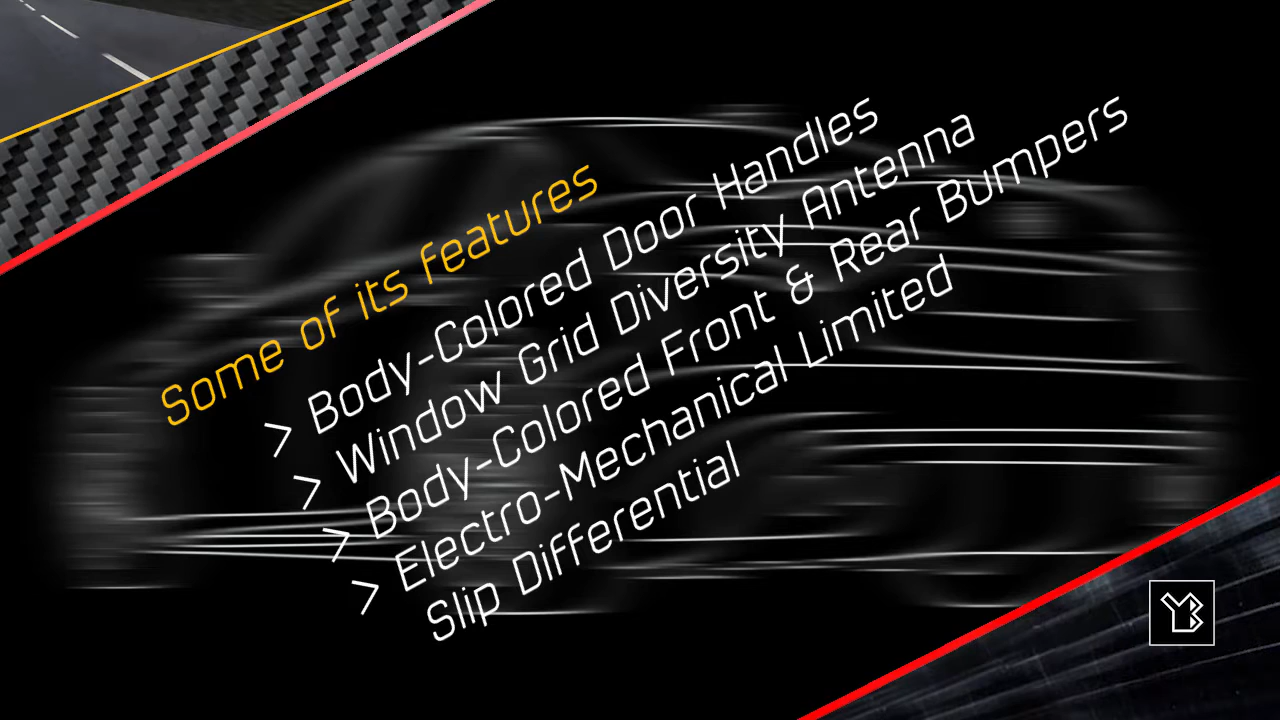 Some of its features
> Body-Colored Door Handles
> Window Grid Diversity Antenna
> Body-Colored Front & Rear Bumpers
> Electro-Mechanical Limited
Slip Differential